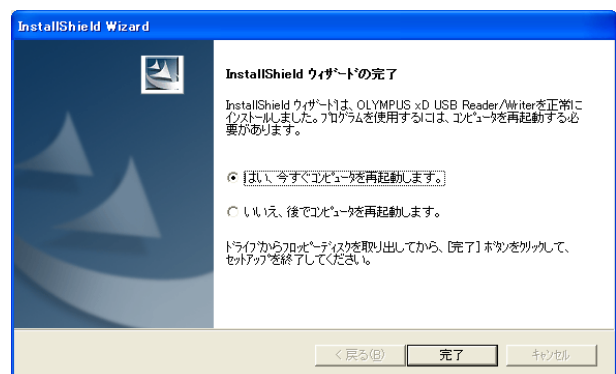 InstallShield Wizard
InstallShield ウィザードの完了
InstallShield ウィザードは、OLYMPUS xD USB Reader/Writerを正常に
インストールしました。プログラムを使用するには、コンピュータを再起動する必
要があります。
はい、今すぐコンピュータを再起動します。
いいえ、後でコンピュータを再起動します。
ドライブからフロッピーディスクを取り出してから、[完了] ボタンをクリックして、
セットアップを終了してください。
< 戻る(B)
完了
キャンセル